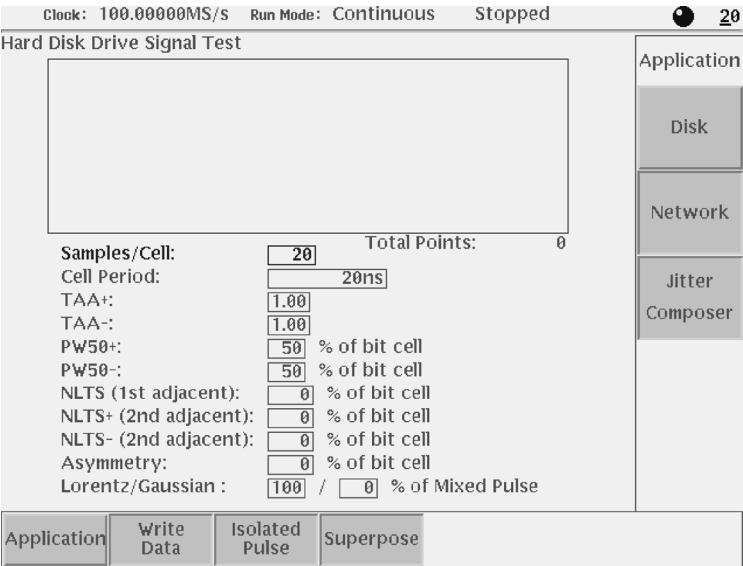 Clock: 100.00000MS/s Run Mode: Continuous Stopped 20
Hard Disk Drive Signal Test
Application
Disk
Network
Jitter
Composer
Total Points: 0
Samples/Cell: 20
Cell Period: 20ns
TAA+: 1.00
TAA-: 1.00
PW50+: 50 % of bit cell
PW50-: 50 % of bit cell
NLTS (1st adjacent): 0 % of bit cell
NLTS+ (2nd adjacent): 0 % of bit cell
NLTS- (2nd adjacent): 0 % of bit cell
Asymmetry: 0 % of bit cell
Lorentz/Gaussian : 100 / 0 % of Mixed Pulse
Application
Write
Data
Isolated
Pulse
Superpose